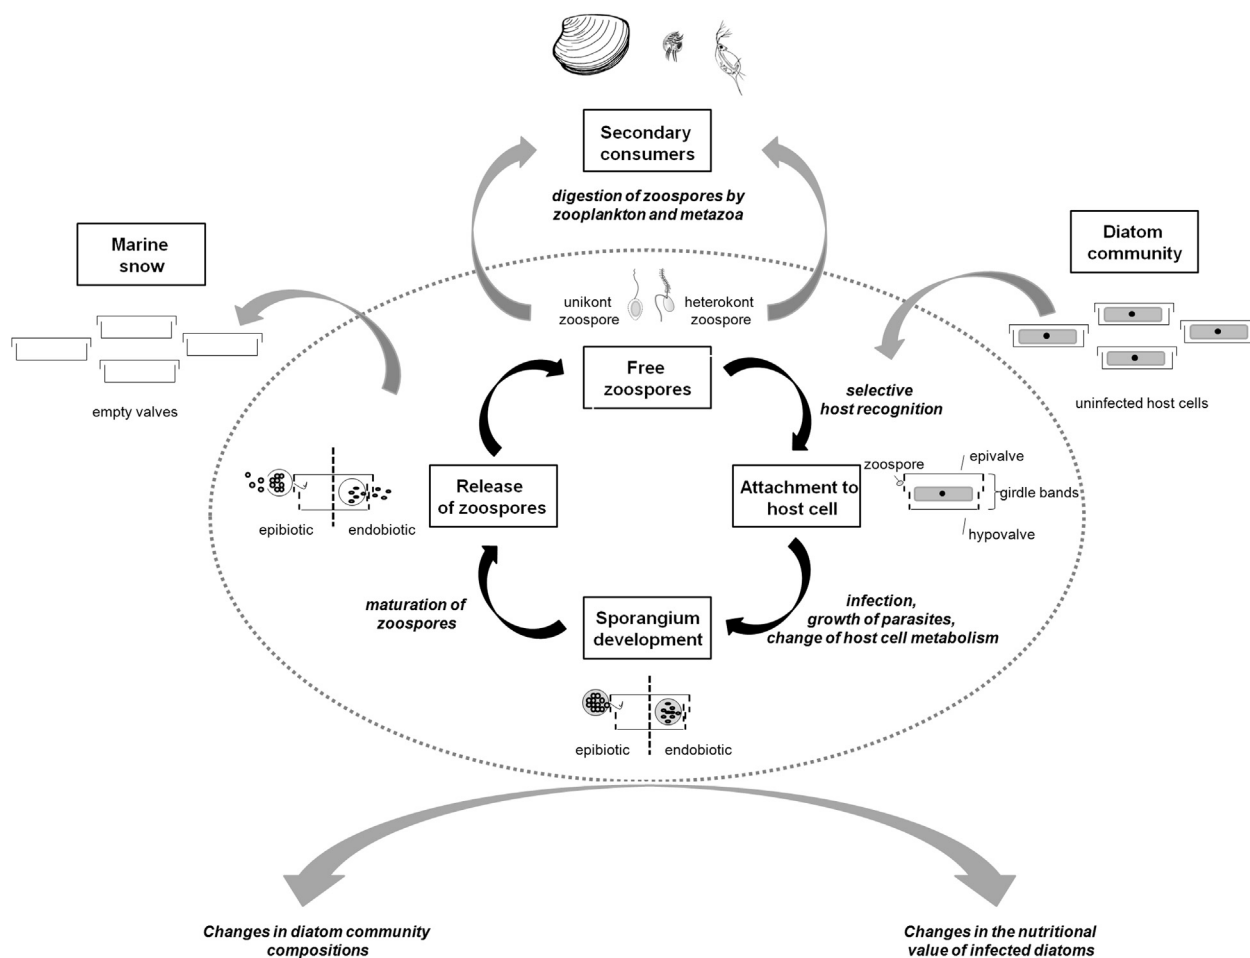 Secondary
consumers
digestion of zoospores by
zooplankton and metazoa
Marine
snow
empty valves
Diatom
community
uninfected host cells
unikont
zoospore
heterokont
zoospore
Free
zoospores
selective
host recognition
Attachment to
host cell
zoospore
epivalve
girdle bands
hypovalve
infection,
growth of parasites,
change of host cell metabolism
Sporangium
development
epibiotic
endobiotic
maturation of
zoospores
Release
of zoospores
epibiotic
endobiotic
Changes in diatom community
compositions
Changes in the nutritional
value of infected diatoms